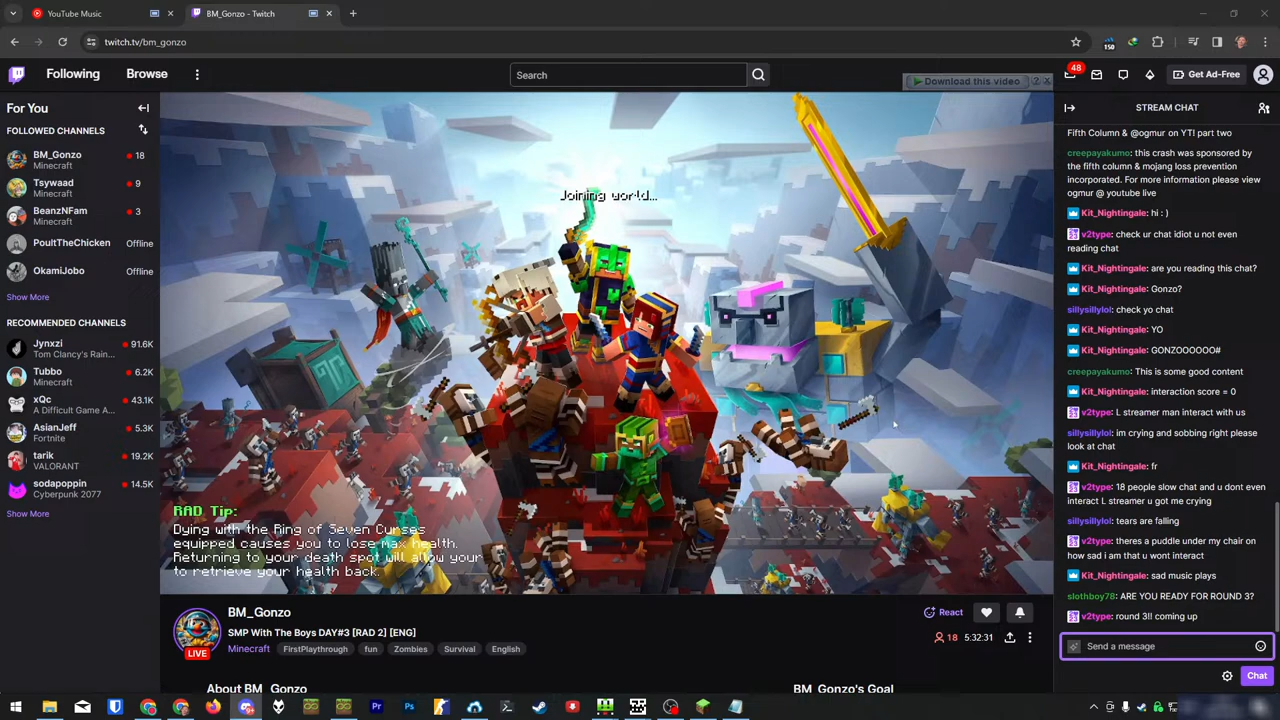 YouTube Music
BM_Gonzo - Twitch
twitch.tv/bm_gonzo
150
Following
Browse
Search
Download this video
?
48
Get Ad-Free
For You
FOLLOWED CHANNELS
BM_Gonzo
18
Minecraft
Tsywaad
9
Minecraft
BeanzNFam
3
Minecraft
PouitTheChicken
Offline
OkamiJobo
Offline
Show More
RECOMMENDED CHANNELS
Jynxzi
91.6K
Tom Clancy's Rain...
Tubbo
6.2K
Minecraft
xQc
43.1K
A Difficult Game A...
AsianJeff
5.3K
Fortnite
tarik
19.2K
VALORANT
sodapoppin
14.5K
Cyberpunk 2077
Show More
Joining world...
RAD Tip:
Dying with the Ring of Seven Curses
equipped causes you to lose max health.
Returning to your death spot will allow your
to retrieve your health back.
BM_Gonzo
SMP With The Boys DAY#3 [RAD 2] [ENG]
Minecraft
FirstPlaythrough
fun
Zombies
Survival
English
LIVE
React
18
5:32:31
About BM_Gonzo
BM_Gonzo's Goal
STREAM CHAT
Fifth Column & @ogmur on YT! part two
creepayakumo: this crash was sponsored by
the fifth column & mojang loss prevention
incorporated. For more information please view
ogmur @ youtube live
Kit_Nightingale: hi : )
v2type: check ur chat idiot u not even
reading chat
Kit_Nightingale: are you reading this chat?
Kit_Nightingale: Gonzo?
sillysillylol: check yo chat
Kit_Nightingale: YO
Kit_Nightingale: GONZOOOOOO#
creepayakumo: This is some good content
Kit_Nightingale: interaction score = 0
v2type: L streamer man interact with us
sillysillylol: im crying and sobbing right please
look at chat
Kit_Nightingale: fr
v2type: 18 people slow chat and u dont even
interact L streamer u got me crying
sillysillylol: tears are falling
v2type: theres a puddle under my chair on
how sad i am that u wont interact
Kit_Nightingale: sad music plays
slothboy78: ARE YOU READY FOR ROUND 3?
v2type: round 3!! coming up
Send a message
Chat
Pr
Ps